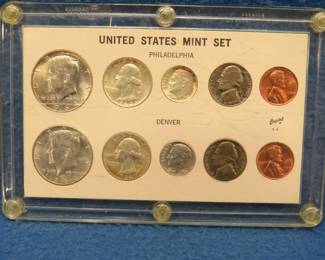 UNITED STATES MINT SET
PHILADELPHIA
DENVER